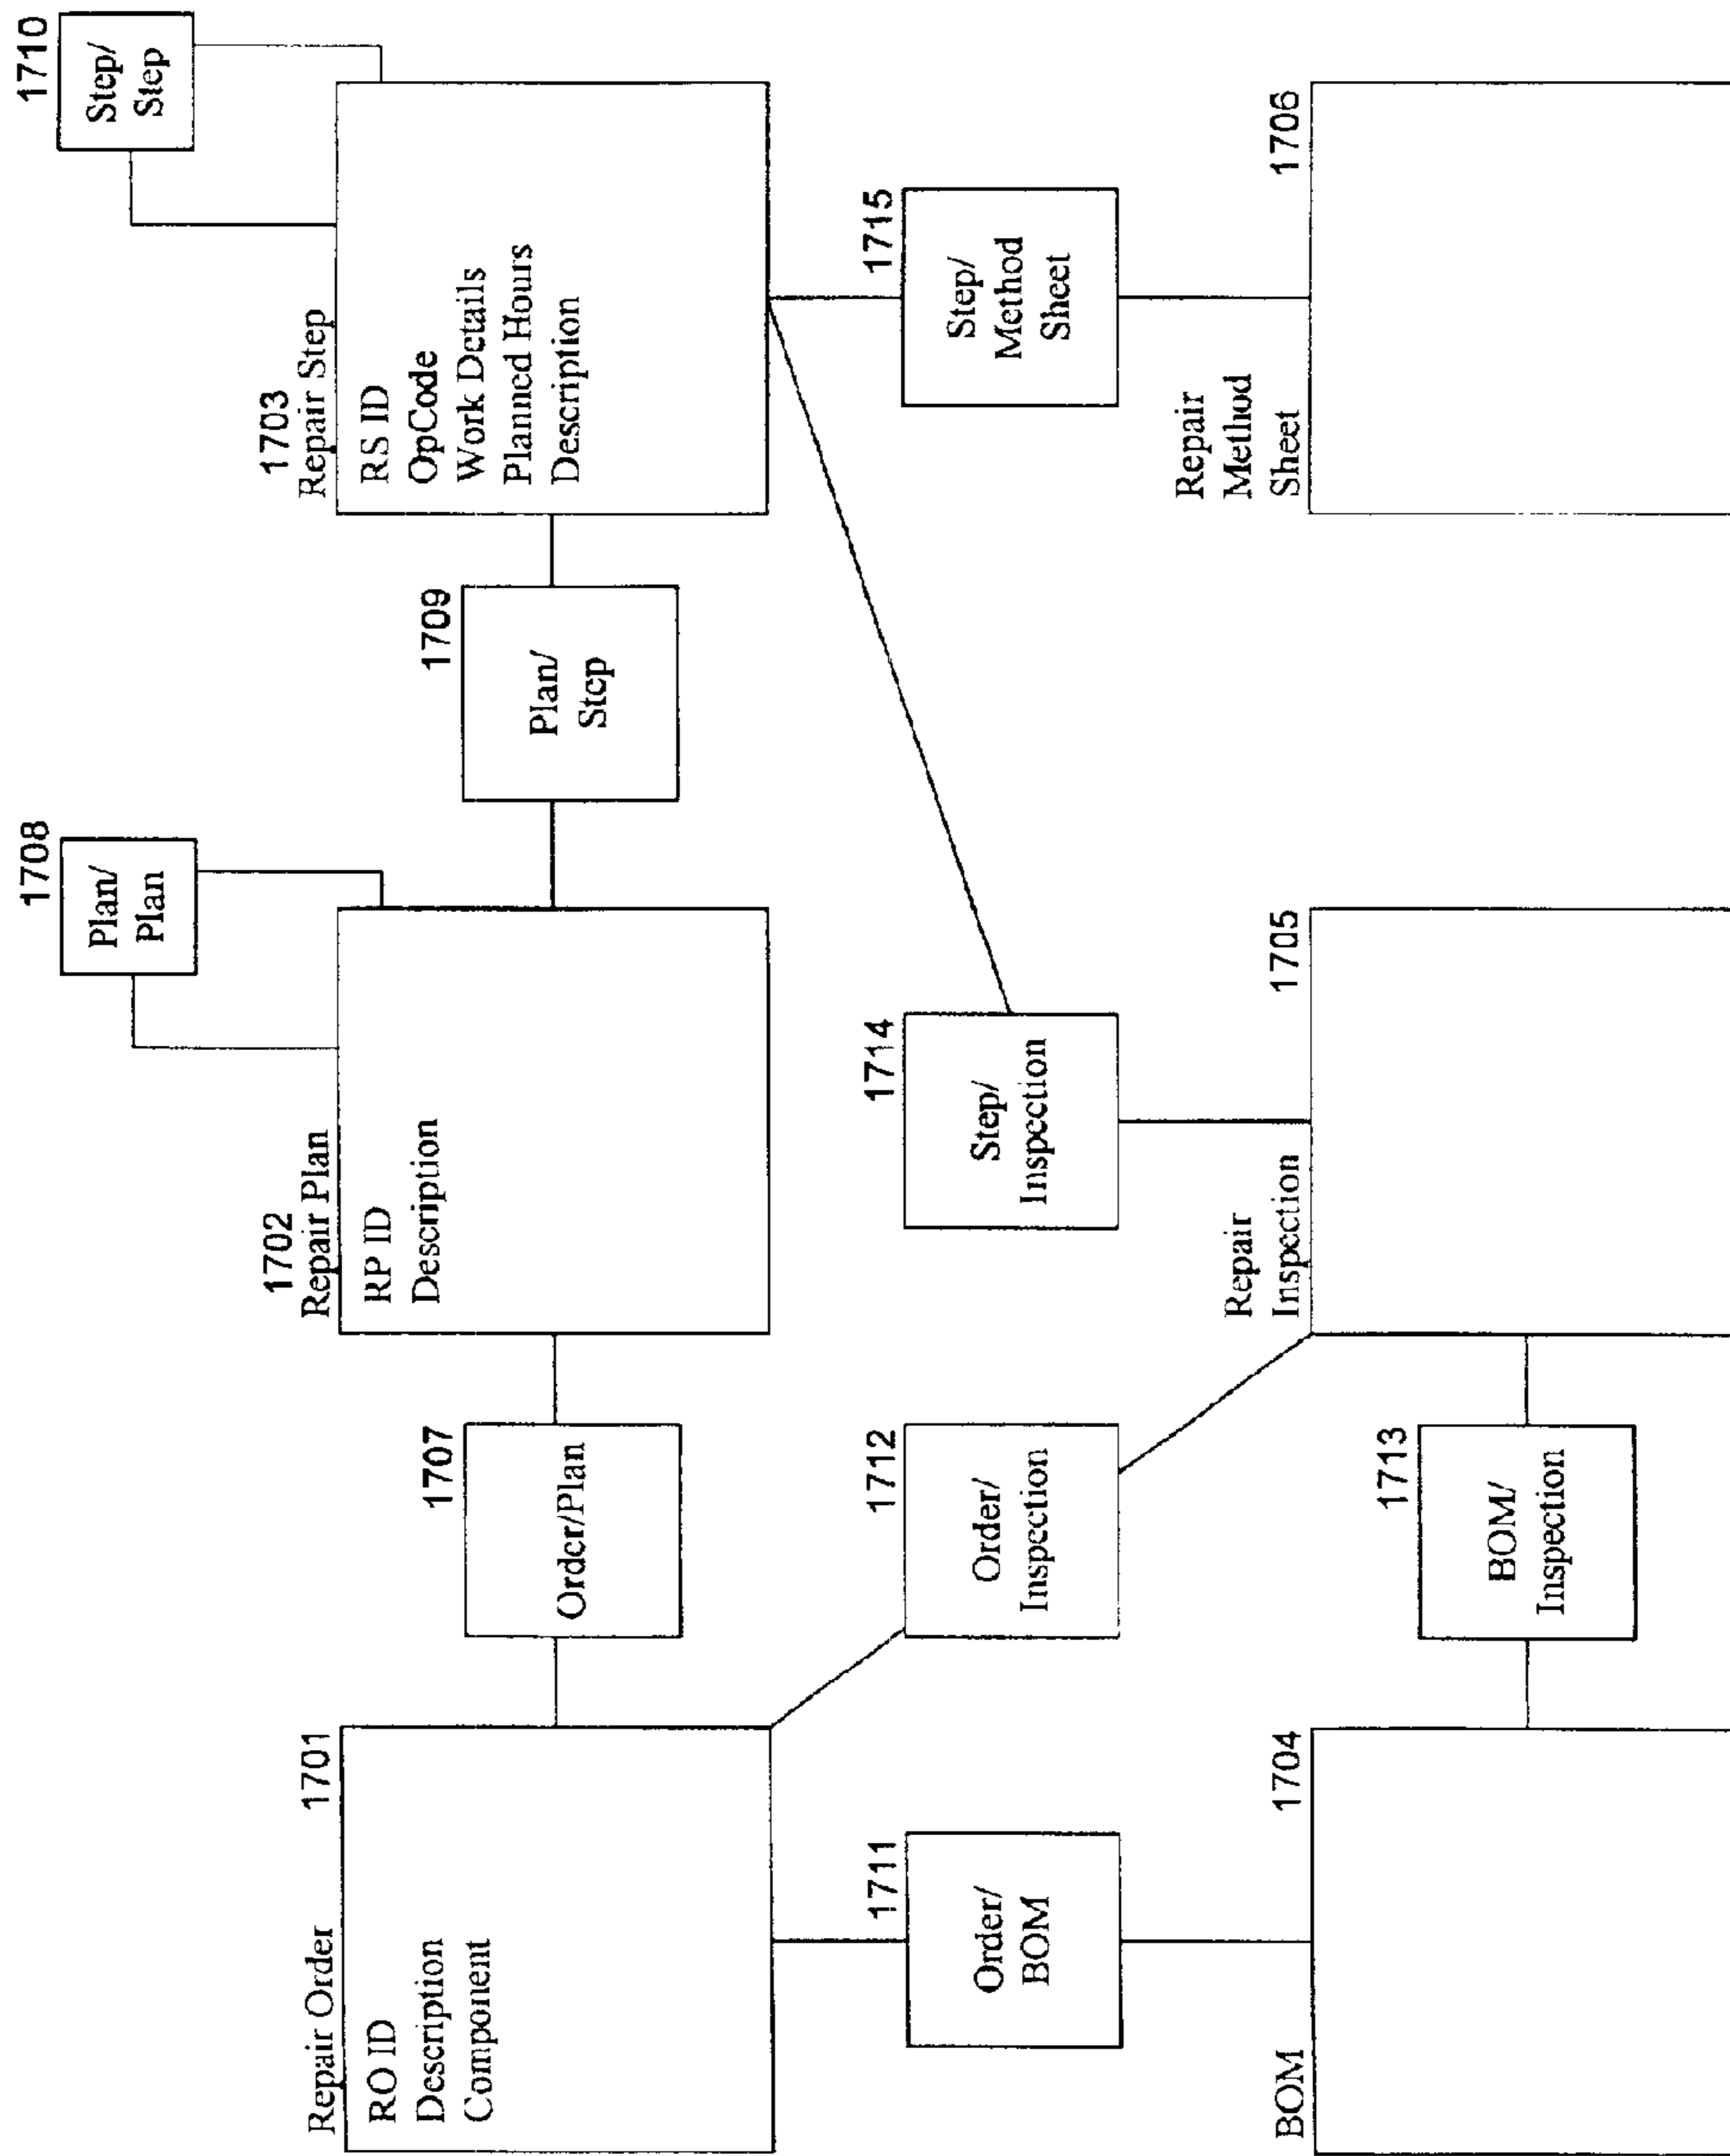 Repair Order
1701
RO ID
Description
Component
1707
Order/Plan
1702
Repair Plan
RP ID
Description
1708
Plan/
Plan
1709
Plan/
Step
1703
Repair Step
RS ID
OpCode
Work Details
Planned Hours
Description
1710
Step/
Step
1711
Order/
BOM
1712
Order/
Inspection
1714
Step/
Inspection
1715
Step/
Method
Sheet
BOM
1704
1713
BOM/
Inspection
Repair
Inspection
1705
Repair
Method
Sheet
1706